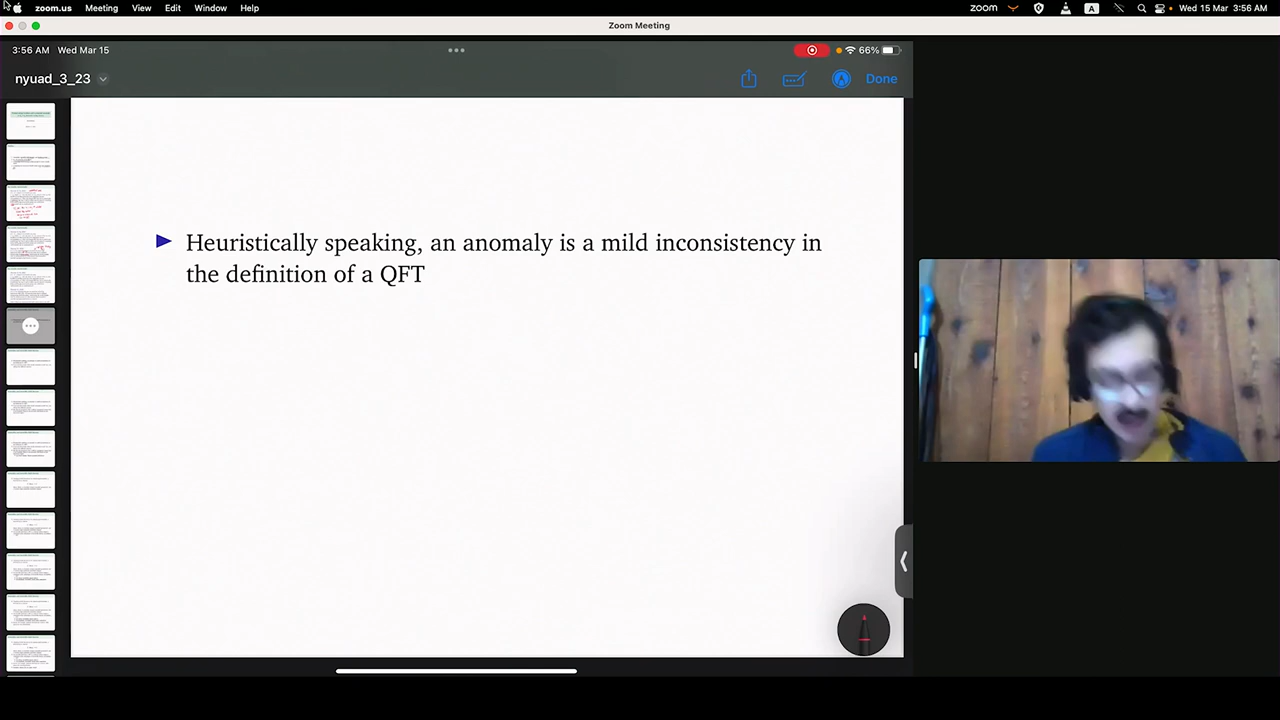 zoom.us Meeting View Edit Window Help zoom A Wed 15 Mar 3:56 AM
Zoom Meeting
3:56 AM Wed Mar 15 66%
nyuad_3_23 Done
Heuristically speaking, an anomaly is a mild inconsistency in
the definition of a QFT